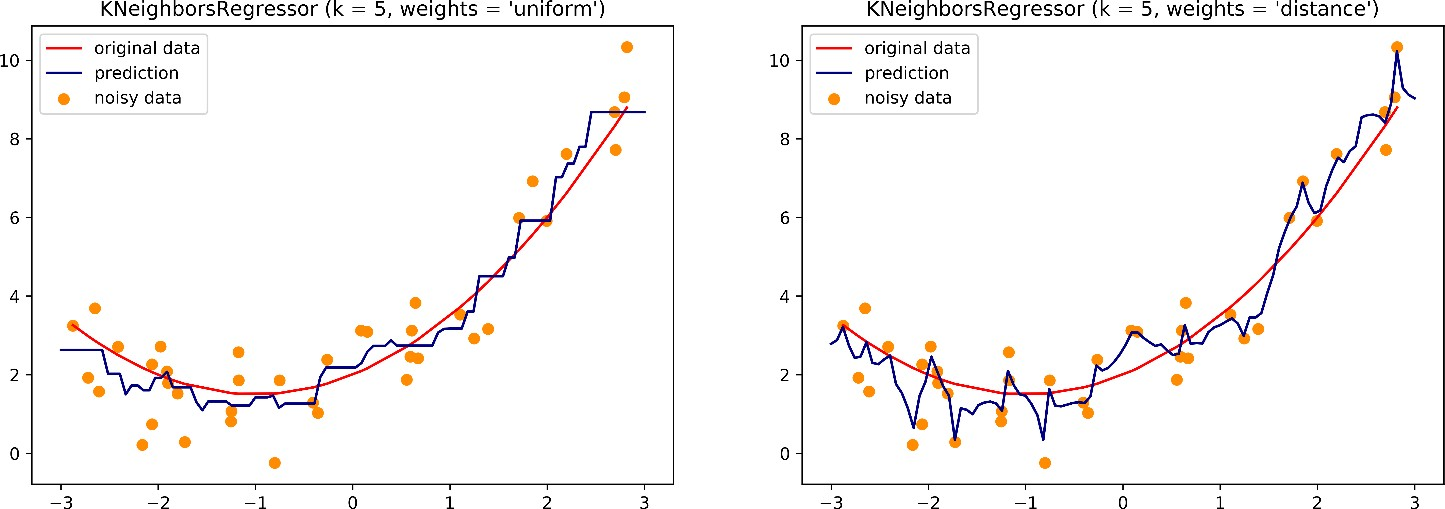 KNeighborsRegressor (k = 5, weights = 'uniform')
original data
prediction
noisy data
10
8
6
4
2
0
−3 −2 −1 0 1 2 3
KNeighborsRegressor (k = 5, weights = 'distance')
original data
prediction
noisy data
10
8
6
4
2
0
−3 −2 −1 0 1 2 3